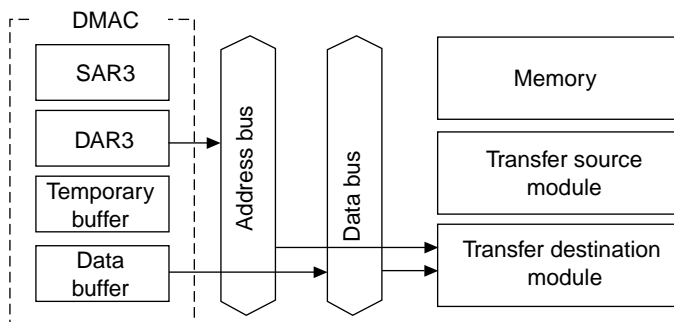 DMAC
SAR3
DAR3
Temporary
buffer
Data
buffer
Address bus
Data bus
Memory
Transfer source
module
Transfer destination
module